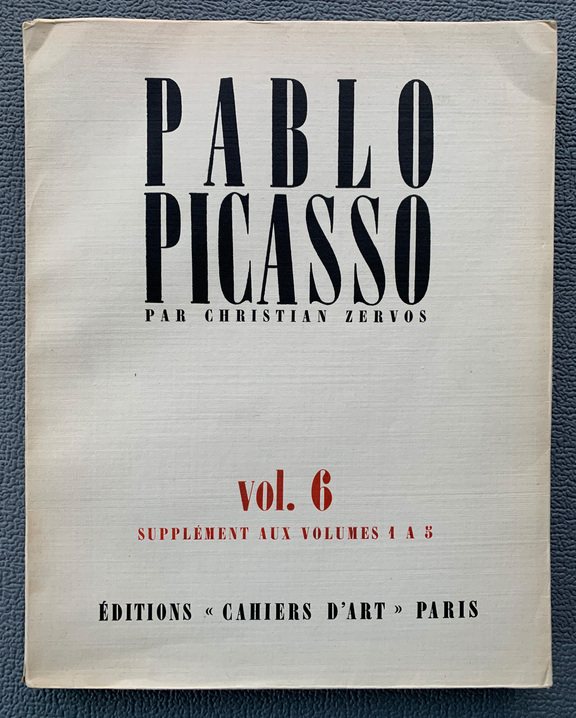 PABLO
PICASSO
PAR CHRISTIAN ZERVOS
vol. 6
SUPPLÉMENT AUX VOLUMES 1 A 5
ÉDITIONS « CAHIERS D'ART » PARIS